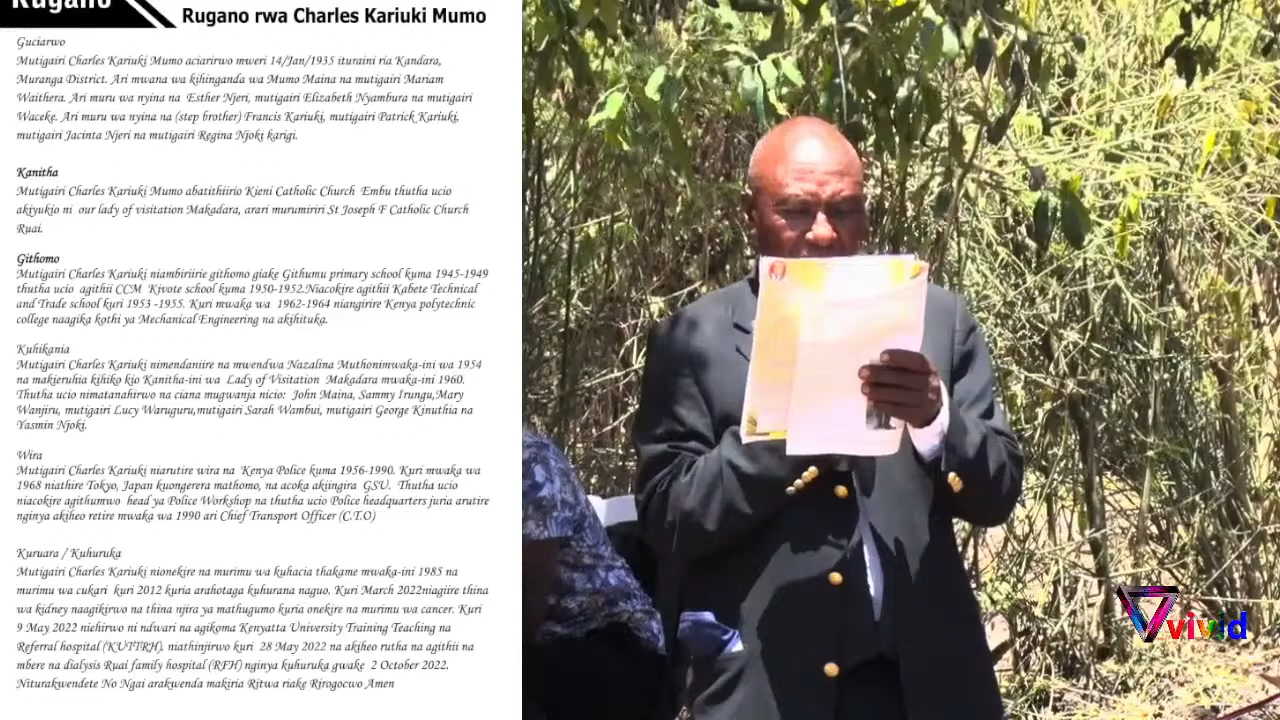 Rugano
Rugano rwa Charles Kariuki Mumo
Guciarwo
Mutigairi Charles Kariuki Mumo aciarirwo mweri 14/Jan/1935 ituraini ria Kandara,
Muranga District. Ari mwana wa kihinganda wa Mumo Maina na mutigairi Mariam
Waithera. Ari muru wa nyina na Esther Njeri, mutigairi Elizabeth Nyambura na mutigairi
Waceke. Ari muru wa nyina na (step brother) Francis Kariuki, mutigairi Patrick Kariuki,
mutigairi Jacinta Njeri na mutigairi Regina Njoki karigi.
Kanitha
Mutigairi Charles Kariuki Mumo abatithiirio Kieni Catholic Church Embu thutha ucio
akiyukio ni our lady of visitation Makadara, arari murumiriri St Joseph F Catholic Church
Ruai.
Githomo
Mutigairi Charles Kariuki niambiriirie githomo giake Githumu primary school kuma 1945-1949
thutha ucio agithii CCM Kivote school kuma 1950-1952.Niacokire agithii Kabete Technical
and Trade school kuri 1953 -1955. Kuri mwaka wa 1962-1964 niangirire Kenya polytechnic
college naagika kothi ya Mechanical Engineering na akihituka.
Kuhikania
Mutigairi Charles Kariuki nimendaniire na mwendwa Nazalina Muthonimwaka-ini wa 1954
na makieruhia kihiko kio Kanitha-ini wa Lady of Visitation Makadara mwaka-ini 1960.
Thutha ucio nimatanahirwo na ciana mugwanja nicio: John Maina, Sammy Irungu,Mary
Wanjiru, mutigairi Lucy Waruguru,mutigairi Sarah Wambui, mutigairi George Kinuthia na
Yasmin Njoki.
Wira
Mutigairi Charles Kariuki niarutire wira na Kenya Police kuma 1956-1990. Kuri mwaka wa
1968 niathire Tokyo, Japan kuongerera mathomo, na acoka akiingira GSU. Thutha ucio
niacokire agithumwo head ya Police Workshop na thutha ucio Police headquarters juria arutire
nginya akiheo retire mwaka wa 1990 ari Chief Transport Officer (C.T.O)
Kuruara / Kuhuruka
Mutigairi Charles Kariuki nionekire na murimu wa kuhacia thakame mwaka-ini 1985 na
murimu wa cukari kuri 2012 kuria arahotaga kuhurana naguo. Kuri March 2022niagiire thina
wa kidney naagikirwo na thina njira ya mathugumo kuria onekire na murimu wa cancer. Kuri
9 May 2022 niehirwo ni ndwari na agikoma Kenyatta University Training Teaching na
Referral hospital (KUTTRH). niathinjirwo kuri 28 May 2022 na akiheo rutha na agithii na
mbere na dialysis Ruai family hospital (RFH) nginya kuhuruka gwake 2 October 2022.
Niturakwendete No Ngai arakwenda makiria Ritwa riake Rirogocwo Amen
vivid